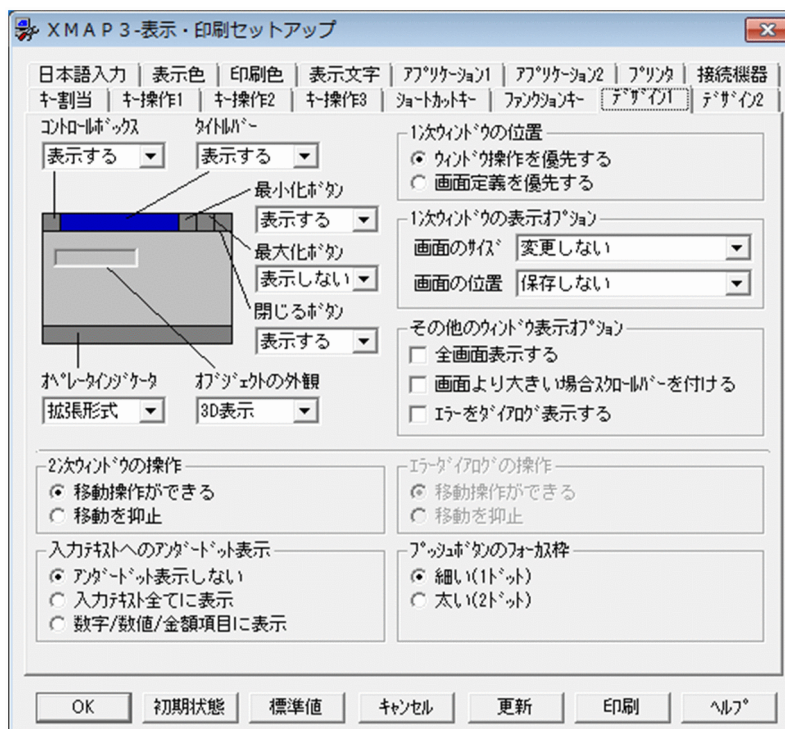 XMAP3-表示・印刷セットアップ
日本語入力 表示色 印刷色 表示文字 ｱﾌﾟﾘｹｰｼｮﾝ1 ｱﾌﾟﾘｹｰｼｮﾝ2 ﾌﾟﾘﾝﾀ 接続機器
ｷｰ割当 ｷｰ操作1 ｷｰ操作2 ｷｰ操作3 ｼｮｰﾄｶｯﾄｷｰ ﾌｧﾝｸｼｮﾝｷｰ ﾃﾞｻﾞｲﾝ1 ﾃﾞｻﾞｲﾝ2
ｺﾝﾄﾛｰﾙﾎﾞｯｸｽ
表示する
ﾀｲﾄﾙﾊﾞｰ
表示する
最小化ﾎﾞﾀﾝ
表示する
最大化ﾎﾞﾀﾝ
表示しない
閉じるﾎﾞﾀﾝ
表示する
ｵﾍﾟﾚｰﾀｲﾝｼﾞｹｰﾀ
拡張形式
ｵﾌﾞｼﾞｪｸﾄの外観
3D表示
1次ｳｨﾝﾄﾞｳの位置
ｳｨﾝﾄﾞｳ操作を優先する
画面定義を優先する
1次ｳｨﾝﾄﾞｳの表示ｵﾌﾟｼｮﾝ
画面のｻｲｽﾞ 変更しない
画面の位置 保存しない
その他のｳｨﾝﾄﾞｳ表示ｵﾌﾟｼｮﾝ
全画面表示する
画面より大きい場合ｽｸﾛｰﾙﾊﾞｰを付ける
ｴﾗｰをﾀﾞｲｱﾛｸﾞ表示する
2次ｳｨﾝﾄﾞｳの操作
移動操作ができる
移動を抑止
ｴﾗｰﾀﾞｲｱﾛｸﾞの操作
移動操作ができる
移動を抑止
入力ﾃｷｽﾄへのｱﾝﾀﾞｰﾄﾞｯﾄ表示
ｱﾝﾀﾞｰﾄﾞｯﾄ表示しない
入力ﾃｷｽﾄ全てに表示
数字/数値/金額項目に表示
ﾌﾟｯｼｭﾎﾞﾀﾝのﾌｫｰｶｽ枠
細い(1ﾄﾞｯﾄ)
太い(2ﾄﾞｯﾄ)
OK 初期状態 標準値 ｷｬﾝｾﾙ 更新 印刷 ﾍﾙﾌﾟ